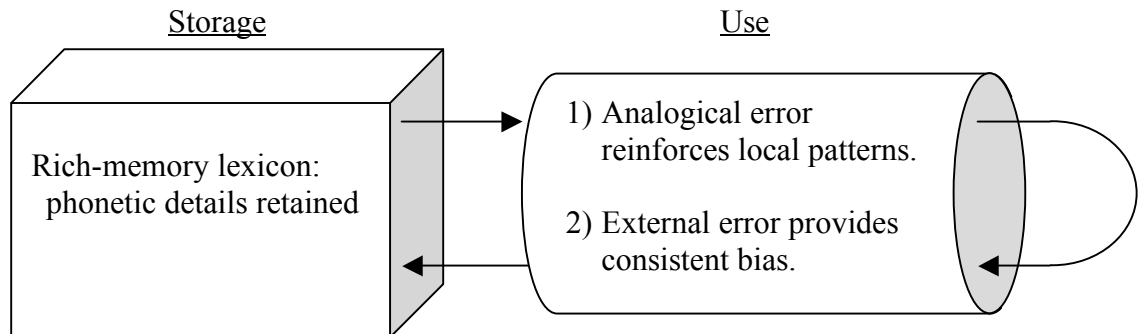 Storage
Use
Rich-memory lexicon:
phonetic details retained
1) Analogical error
reinforces local patterns.
2) External error provides
consistent bias.